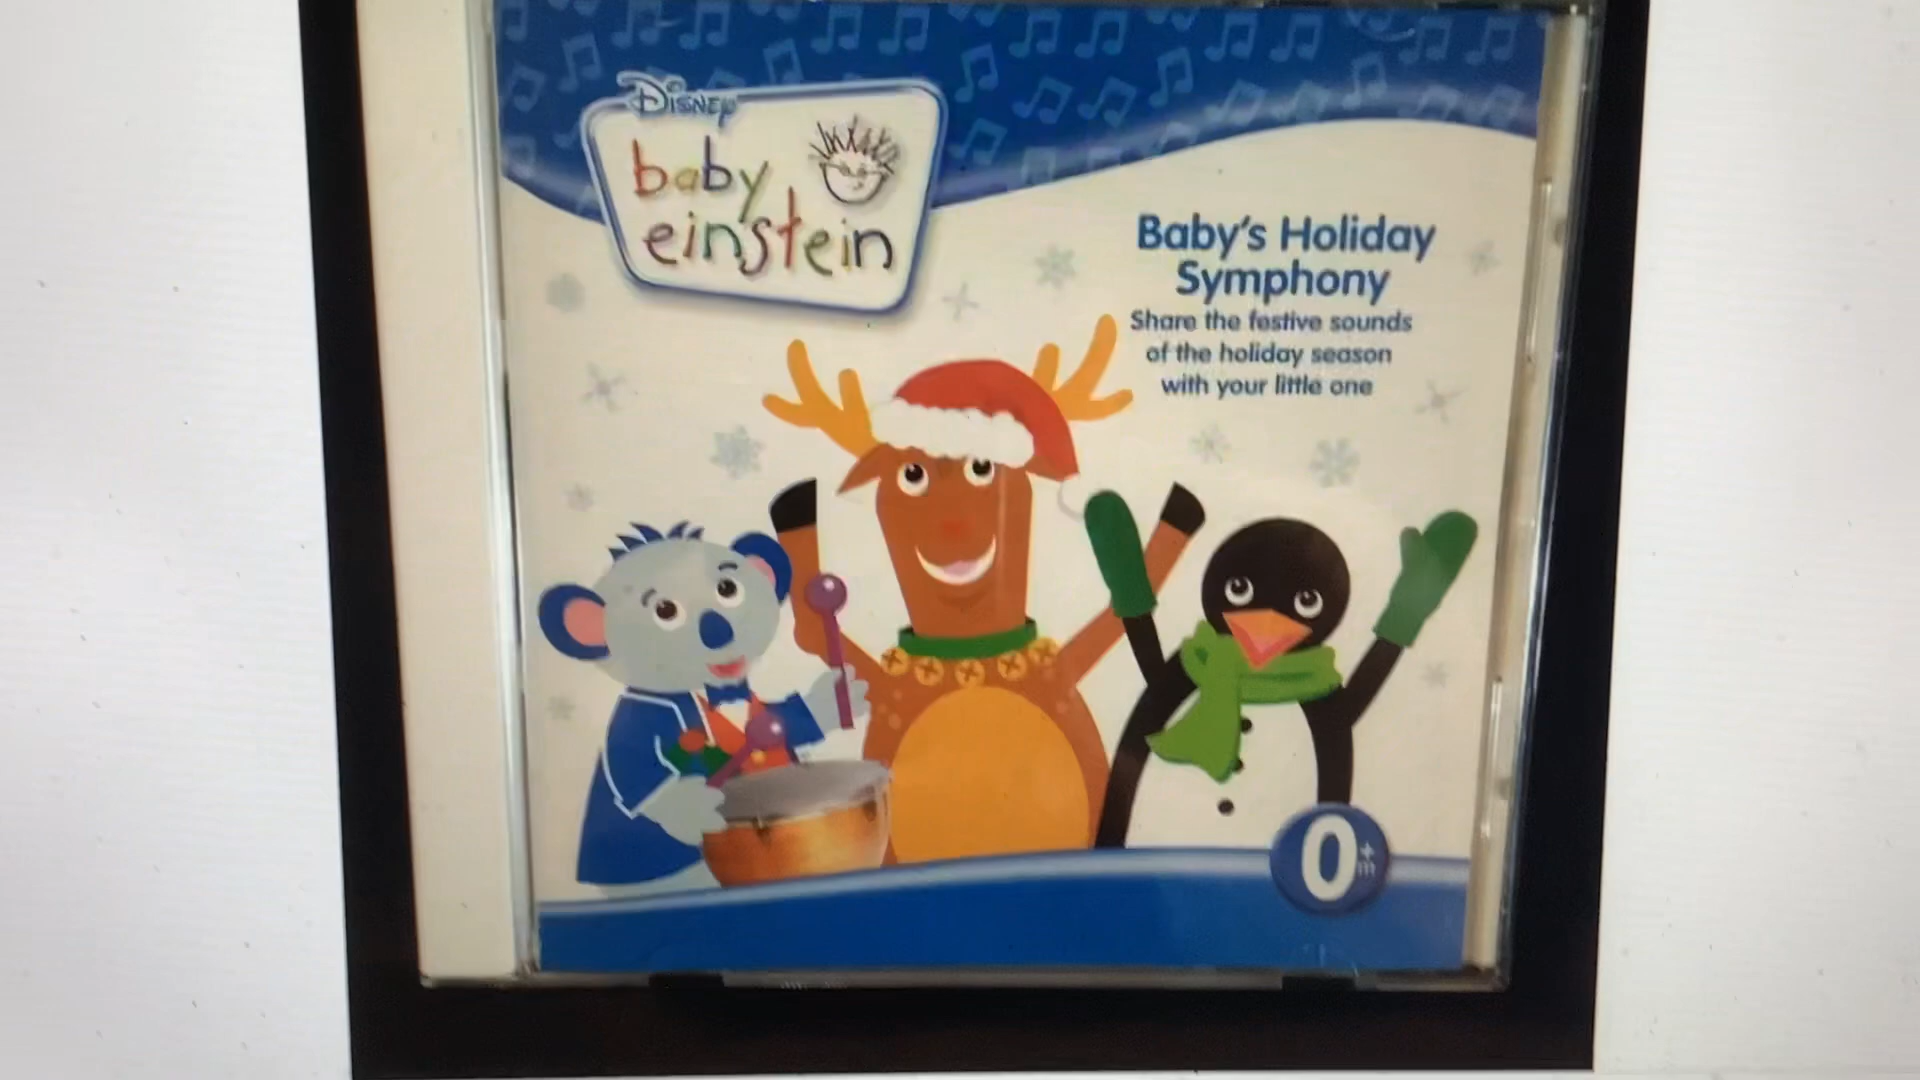 Disney
baby
einstein
Baby's Holiday
Symphony
Share the festive sounds
of the holiday season
with your little one
0+
m